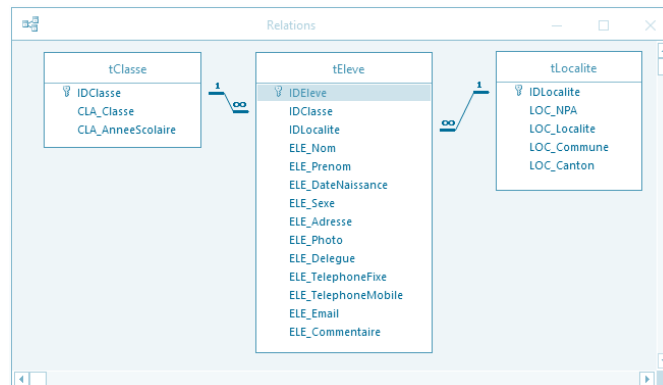 Relations
tClasse
IDClasse
CLA_Classe
CLA_AnneeScolaire
1
∞
tEleve
IDEleve
IDClasse
IDLocalite
ELE_Nom
ELE_Prenom
ELE_DateNaissance
ELE_Sexe
ELE_Adresse
ELE_Photo
ELE_Delegue
ELE_TelephoneFixe
ELE_TelephoneMobile
ELE_Email
ELE_Commentaire
∞
1
tLocalite
IDLocalite
LOC_NPA
LOC_Localite
LOC_Commune
LOC_Canton